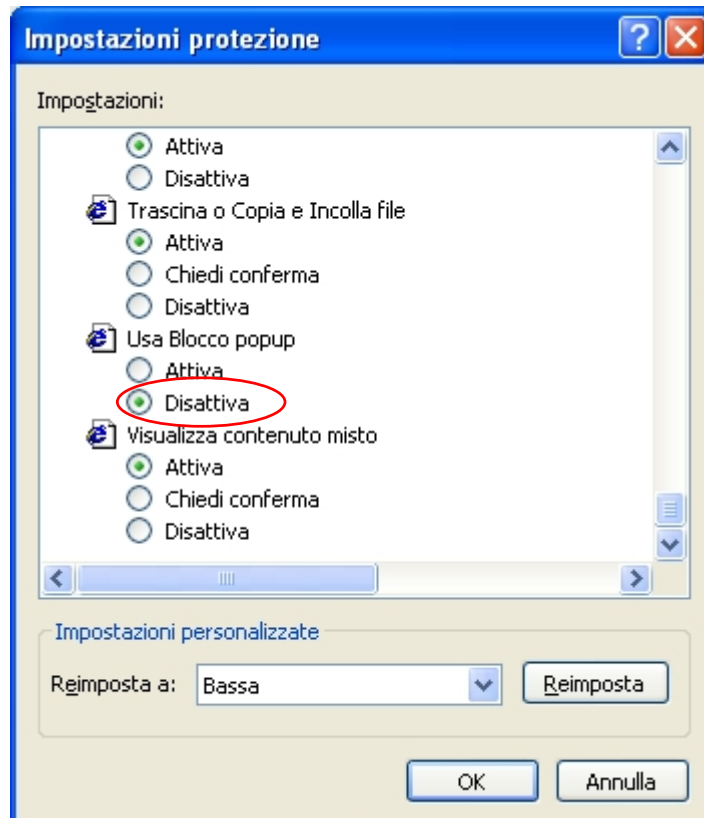 Impostazioni protezione
Impostazioni:
Attiva
Disattiva
Trascina o Copia e Incolla file
Attiva
Chiedi conferma
Disattiva
Usa Blocco popup
Attiva
Disattiva
Visualizza contenuto misto
Attiva
Chiedi conferma
Disattiva
Impostazioni personalizzate
Reimposta a: Bassa Reimposta
OK Annulla